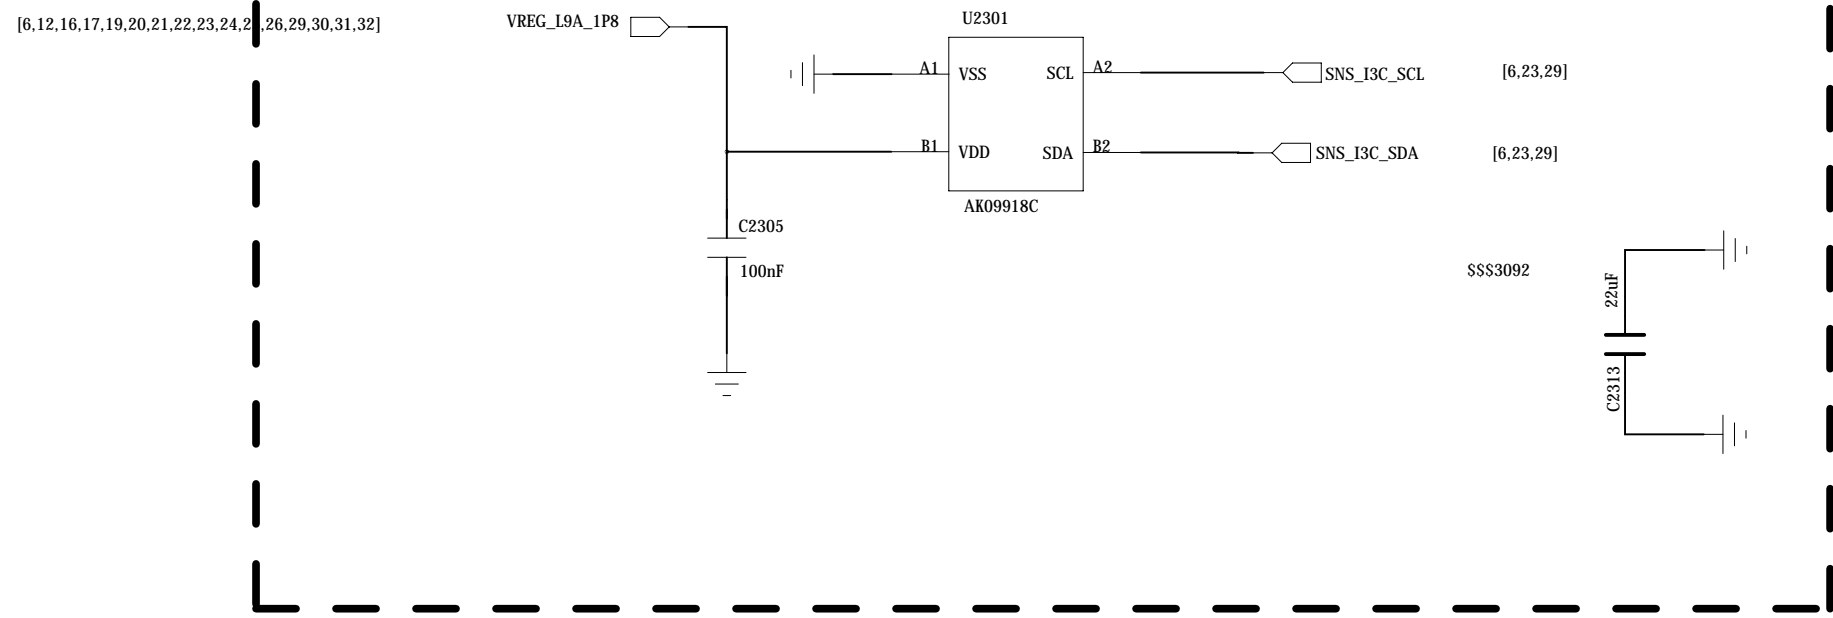 [6,12,16,17,19,20,21,22,23,24,25,26,29,30,31,32]
VREG_L9A_1P8
U2301
A1 VSS SCL A2
SNS_I3C_SCL [6,23,29]
B1 VDD SDA B2
SNS_I3C_SDA [6,23,29]
AK09918C
C2305
100nF
$$$3092
22uF
C2313